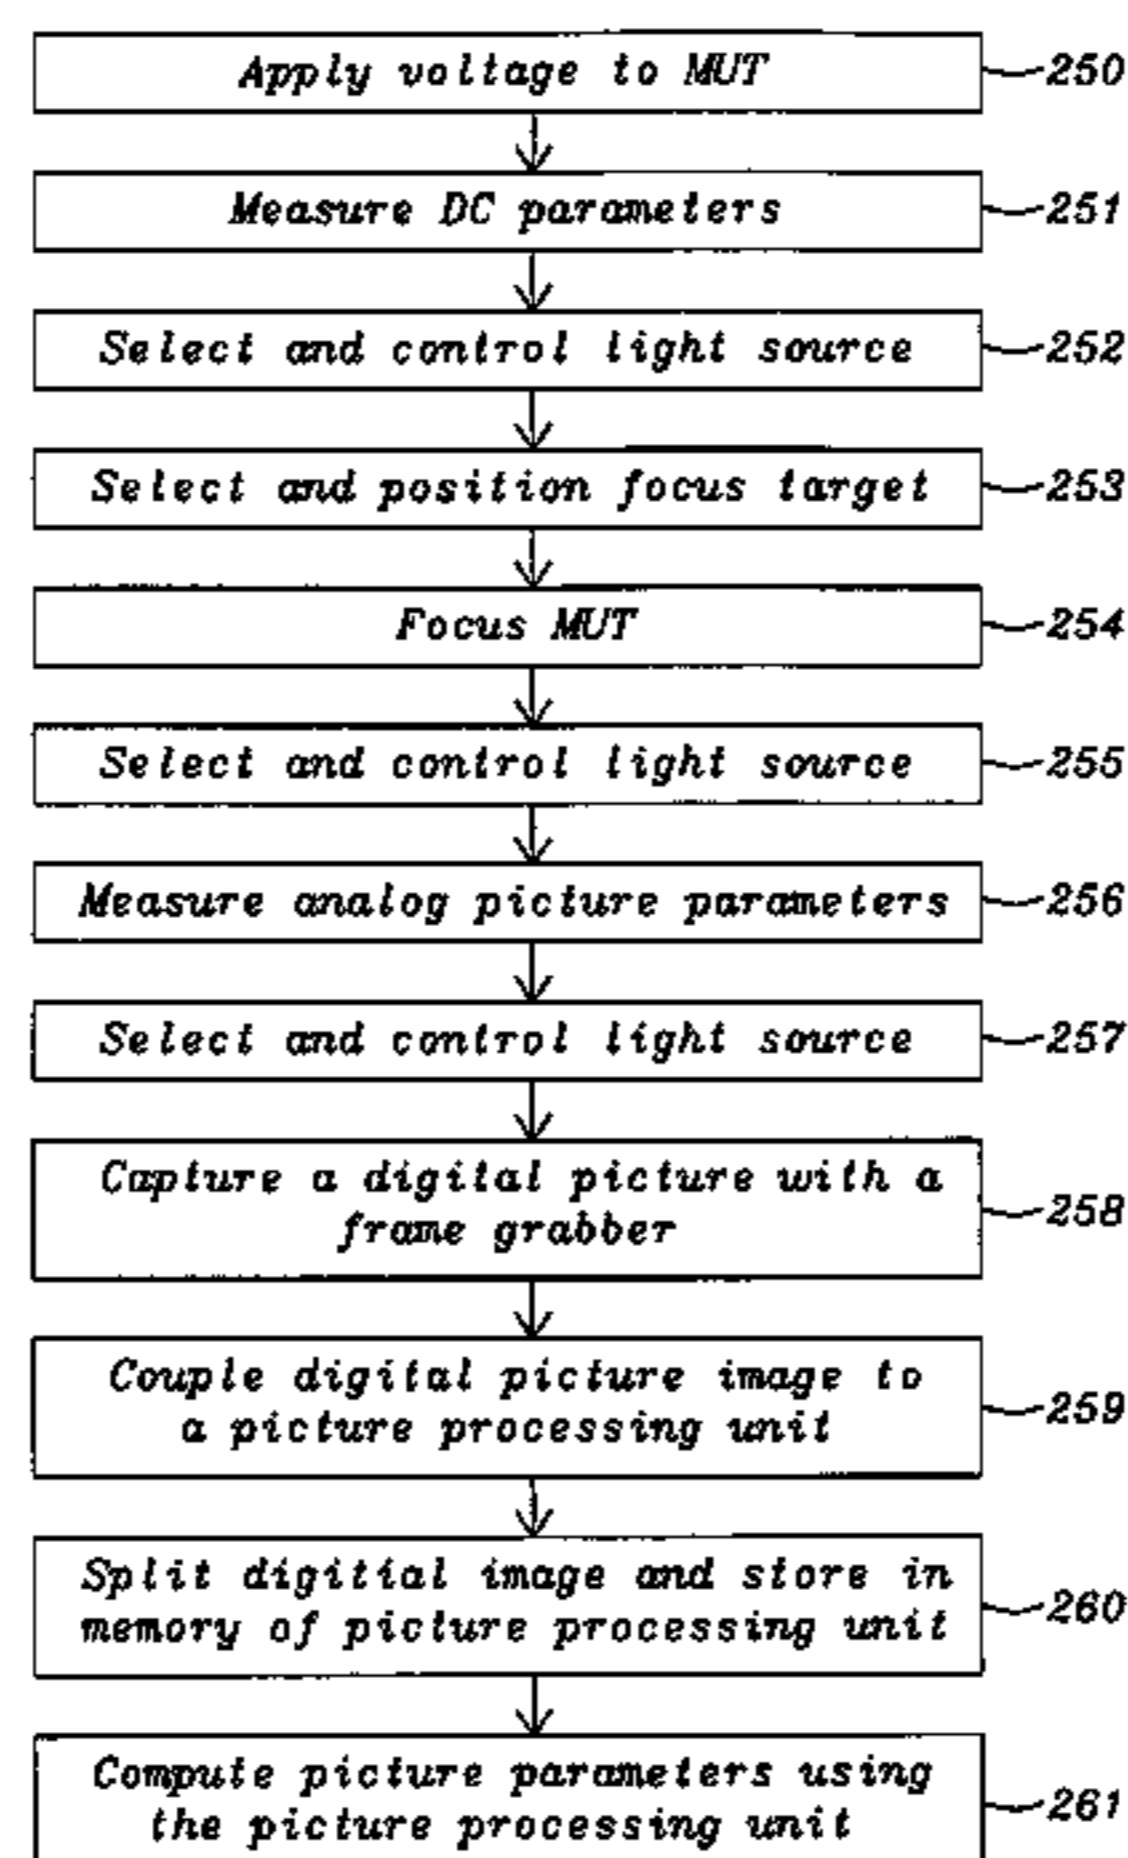 Apply voltage to MUT 250
Measure DC parameters 251
Select and control light source 252
Select and position focus target 253
Focus MUT 254
Select and control light source 255
Measure analog picture parameters 256
Select and control light source 257
Capture a digital picture with a
frame grabber 258
Couple digital picture image to
a picture processing unit 259
Split digitial image and store in
memory of picture processing unit 260
Compute picture parameters using
the picture processing unit 261